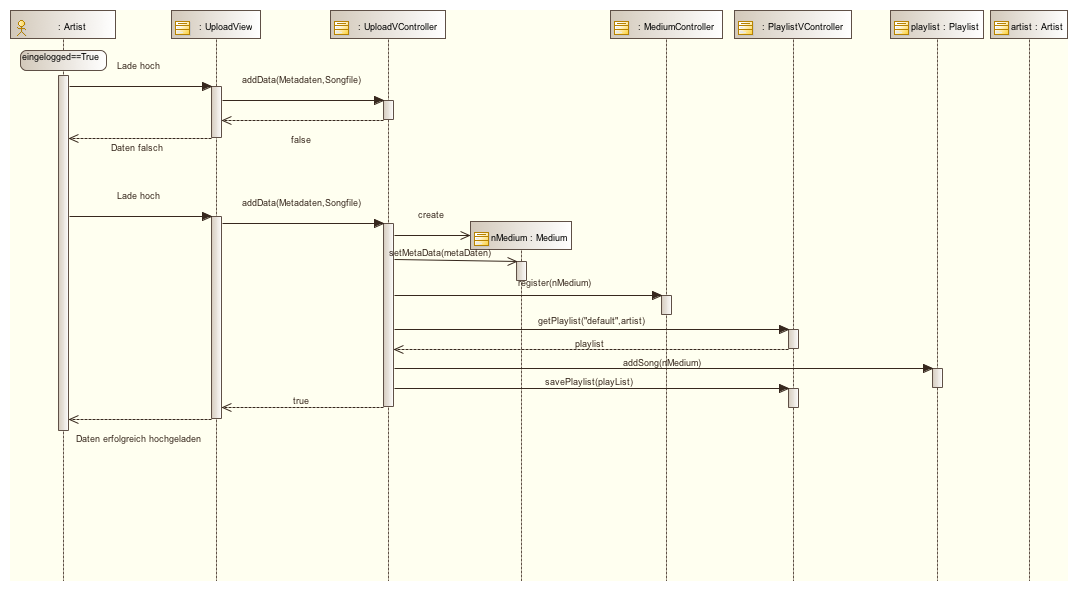 : Artist
: UploadView
: UploadVController
: MediumController
: PlaylistVController
playlist : Playlist
artist : Artist
eingelogged==True
Lade hoch
addData(Metadaten,Songfile)
false
Daten falsch
Lade hoch
addData(Metadaten,Songfile)
create
nMedium : Medium
setMetaData(metaDaten)
register(nMedium)
getPlaylist("default",artist)
playlist
addSong(nMedium)
savePlaylist(playList)
true
Daten erfolgreich hochgeladen